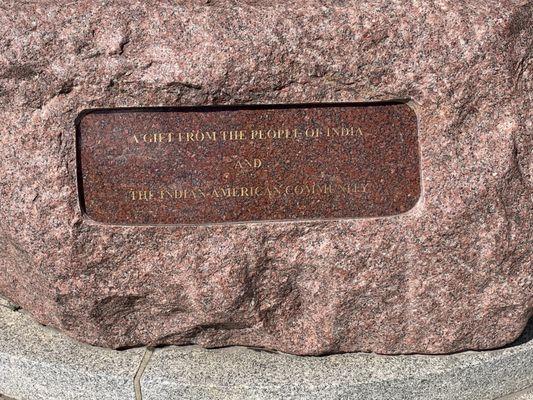 A GIFT FROM THE PEOPLE OF INDIA
AND
THE INDIAN AMERICAN COMMUNITY